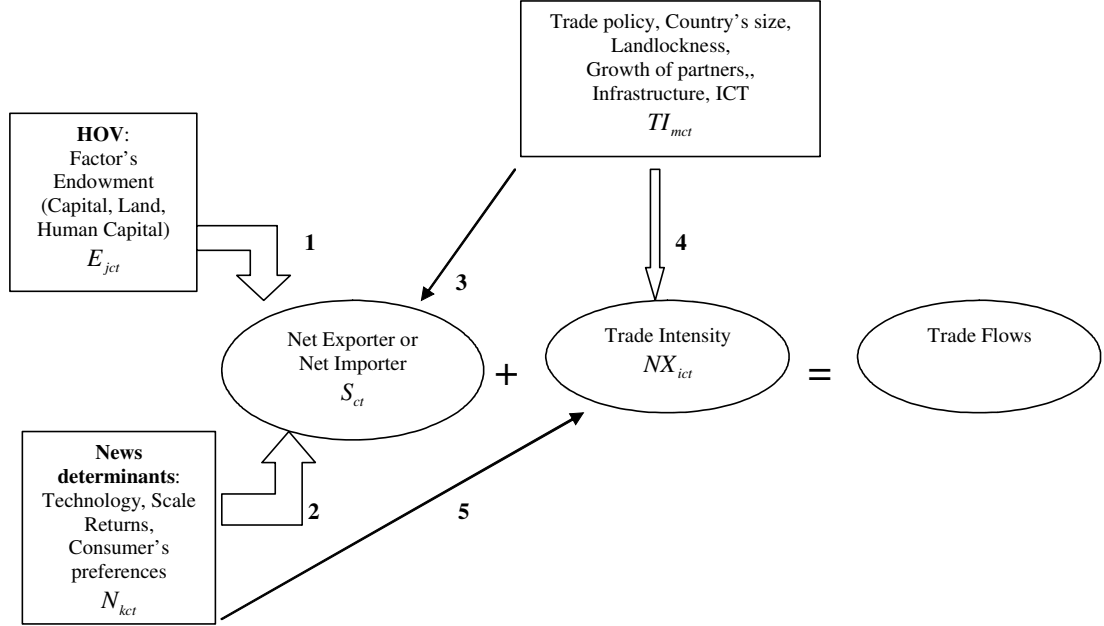 Trade policy, Country's size,
Landlockness,
Growth of partners,,
Infrastructure, ICT
TI_mct
HOV:
Factor's
Endowment
(Capital, Land,
Human Capital)
E_jct
1
3
4
Net Exporter or
Net Importer
S_ct
+
Trade Intensity
NX_ict
=
Trade Flows
News
determinants:
Technology, Scale
Returns,
Consumer's
preferences
N_kct
2
5